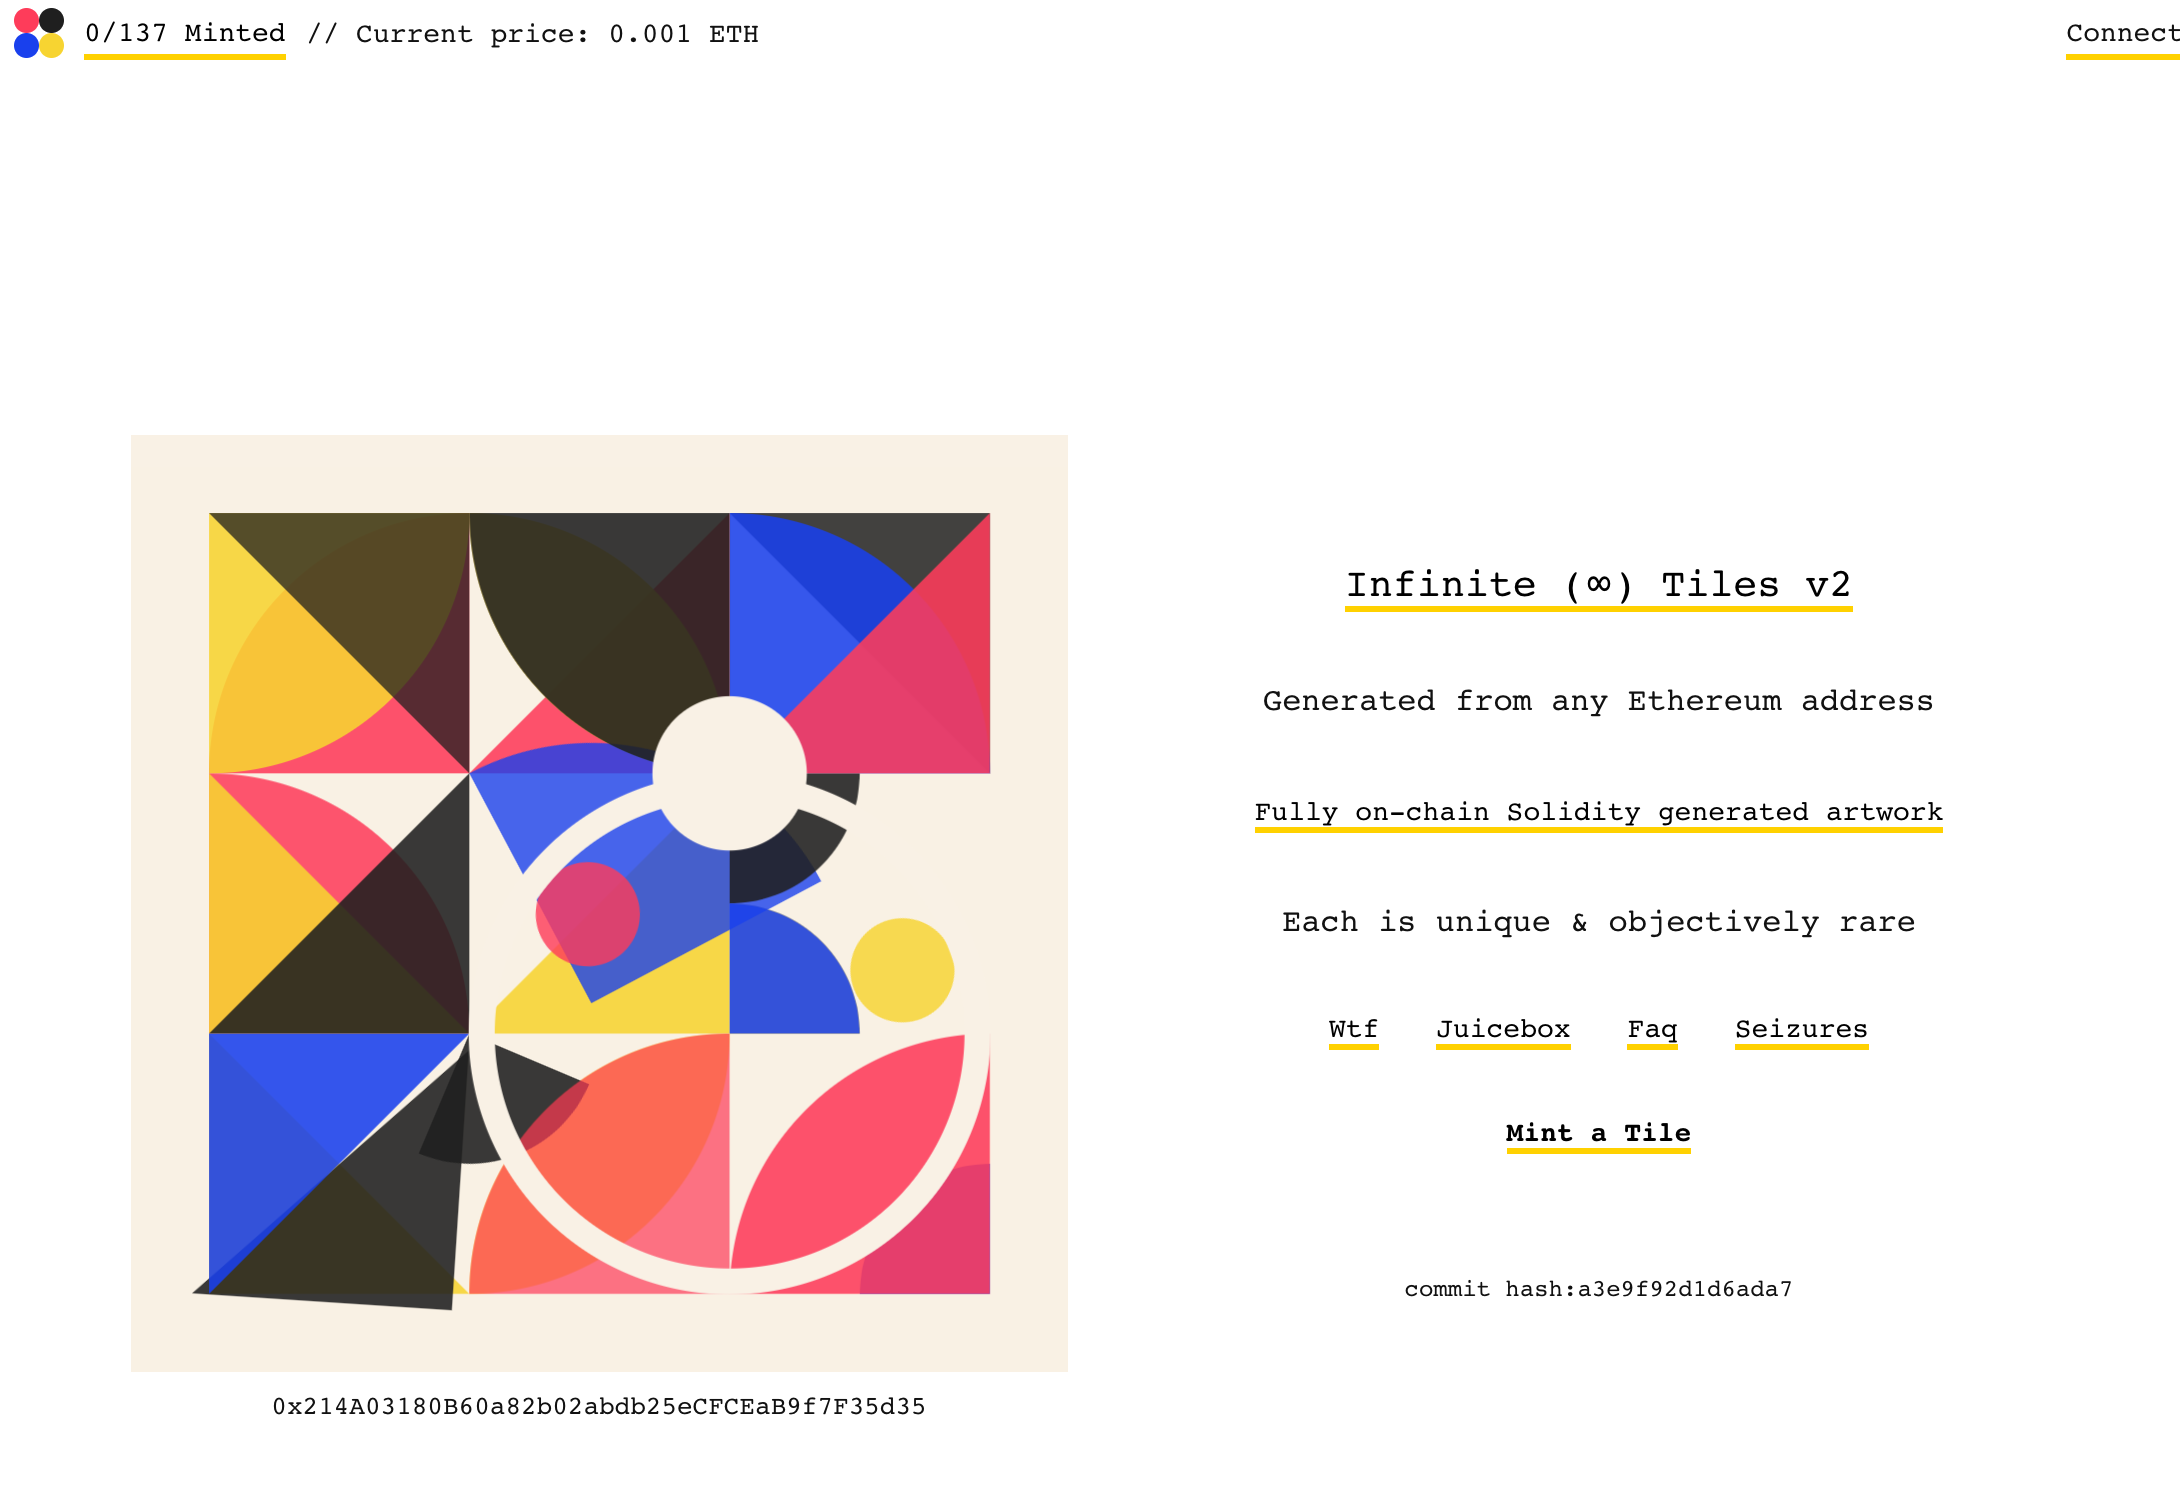 0/137 Minted // Current price: 0.001 ETH
Connect
Infinite (∞) Tiles v2
Generated from any Ethereum address
Fully on-chain Solidity generated artwork
Each is unique & objectively rare
Wtf Juicebox Faq Seizures
Mint a Tile
commit hash:a3e9f92d1d6ada7
0x214A03180B60a82b02abdb25eCFCEaB9f7F35d35